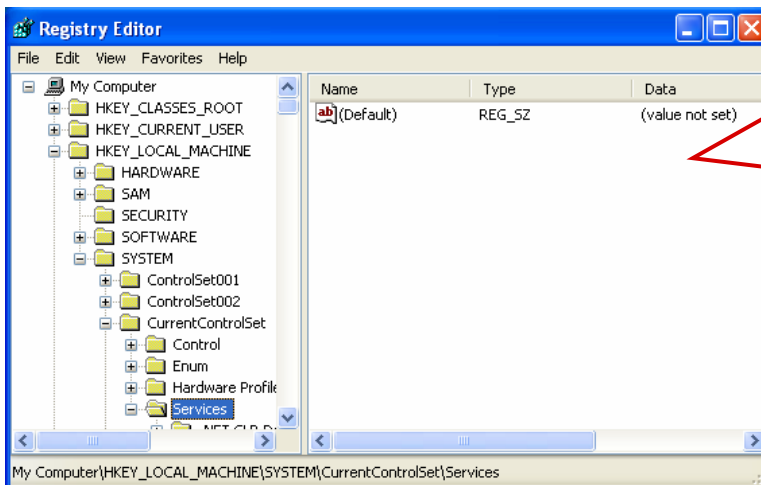 Registry Editor
File Edit View Favorites Help
My Computer
HKEY_CLASSES_ROOT
HKEY_CURRENT_USER
HKEY_LOCAL_MACHINE
HARDWARE
SAM
SECURITY
SOFTWARE
SYSTEM
ControlSet001
ControlSet002
CurrentControlSet
Control
Enum
Hardware Profile
Services
Name Type Data
ab (Default) REG_SZ (value not set)
My Computer\HKEY_LOCAL_MACHINE\SYSTEM\CurrentControlSet\Services